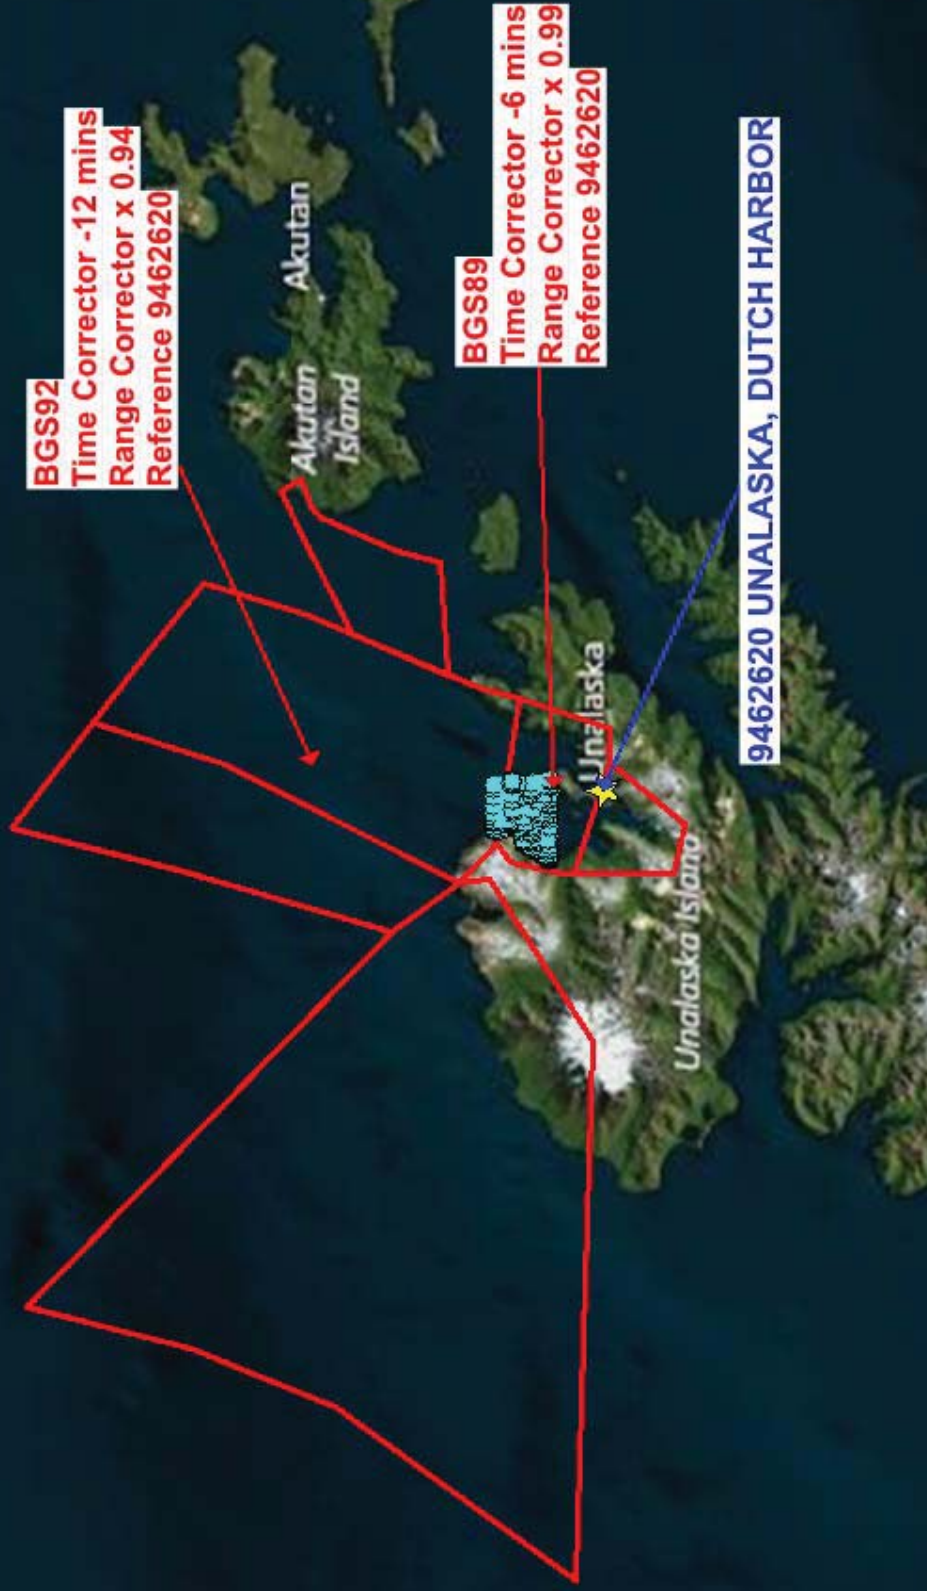 BGS92
Time Corrector -12 mins
Range Corrector x 0.94
Reference 9462620
Akutan
Akutan
Island
BGS89
Time Corrector -6 mins
Range Corrector x 0.99
Reference 9462620
Unalaska
Unalaska Island
9462620 UNALASKA, DUTCH HARBOR